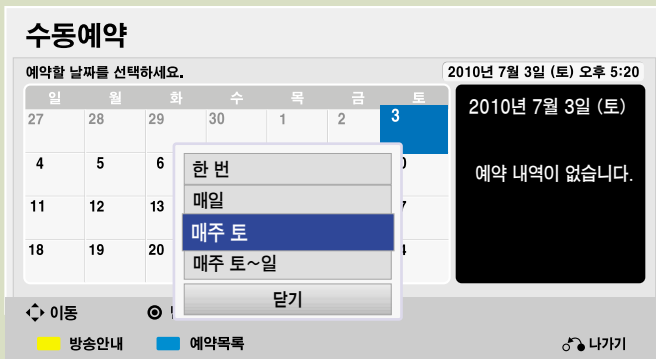 수동예약
예약할 날짜를 선택하세요.
2010년 7월 3일 (토) 오후 5:20
일 월 화 수 목 금 토
27 28 29 30 1 2 3
4 5 6
11 12 13
18 19 20
한 번
매일
매주 토
매주 토~일
닫기
2010년 7월 3일 (토)
예약 내역이 없습니다.
이동
방송안내 예약목록 나가기